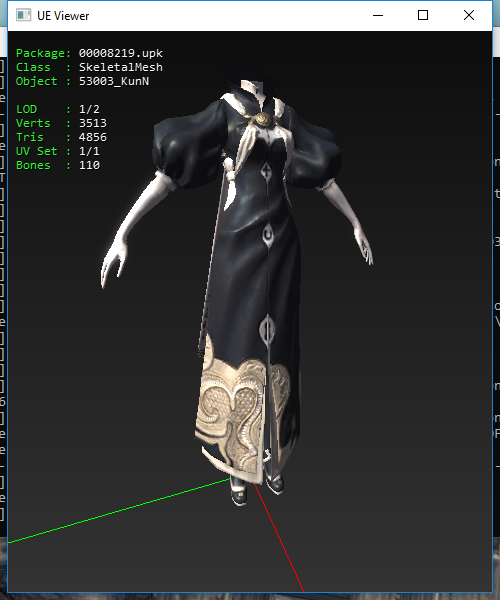 UE Viewer
Package: 00008219.upk
Class : SkeletalMesh
Object : 53003_KunN
LOD : 1/2
Verts : 3513
Tris : 4856
UV Set : 1/1
Bones : 110